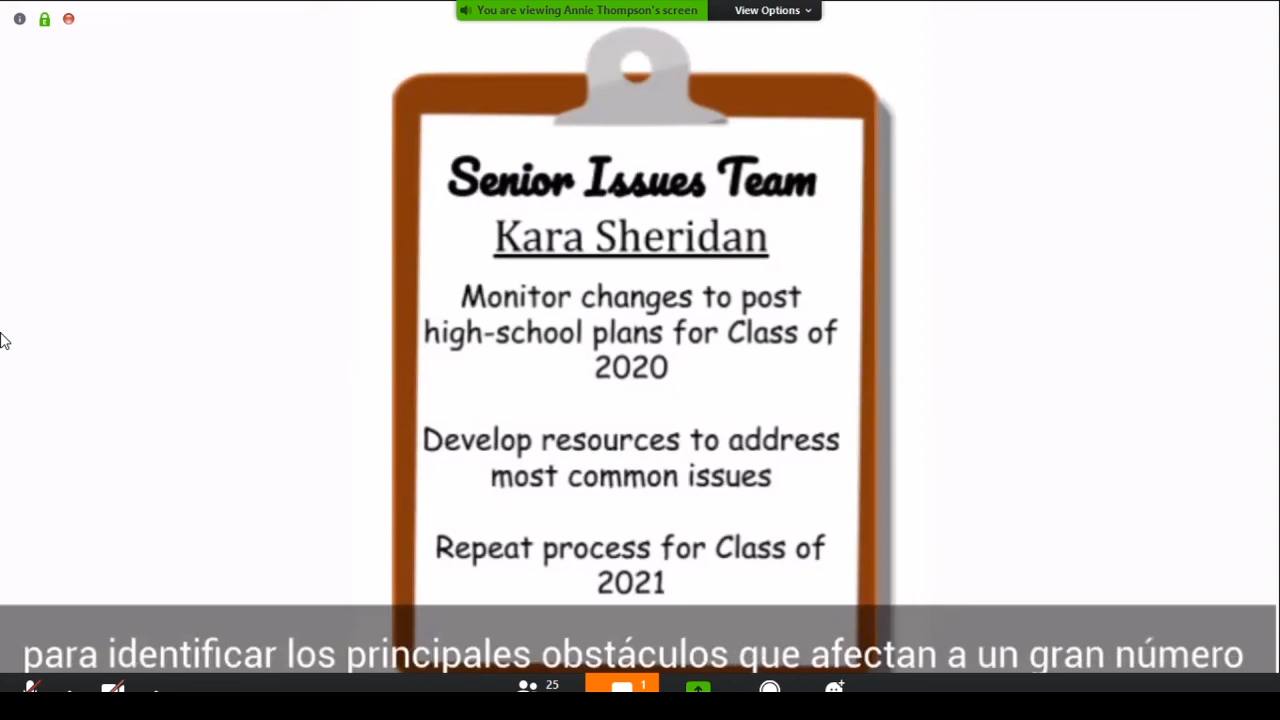 You are viewing Annie Thompson's screen
View Options
Senior Issues Team
Kara Sheridan
Monitor changes to post
high-school plans for Class of
2020
Develop resources to address
most common issues
Repeat process for Class of
2021
para identificar los principales obstáculos que afectan a un gran número
25
1